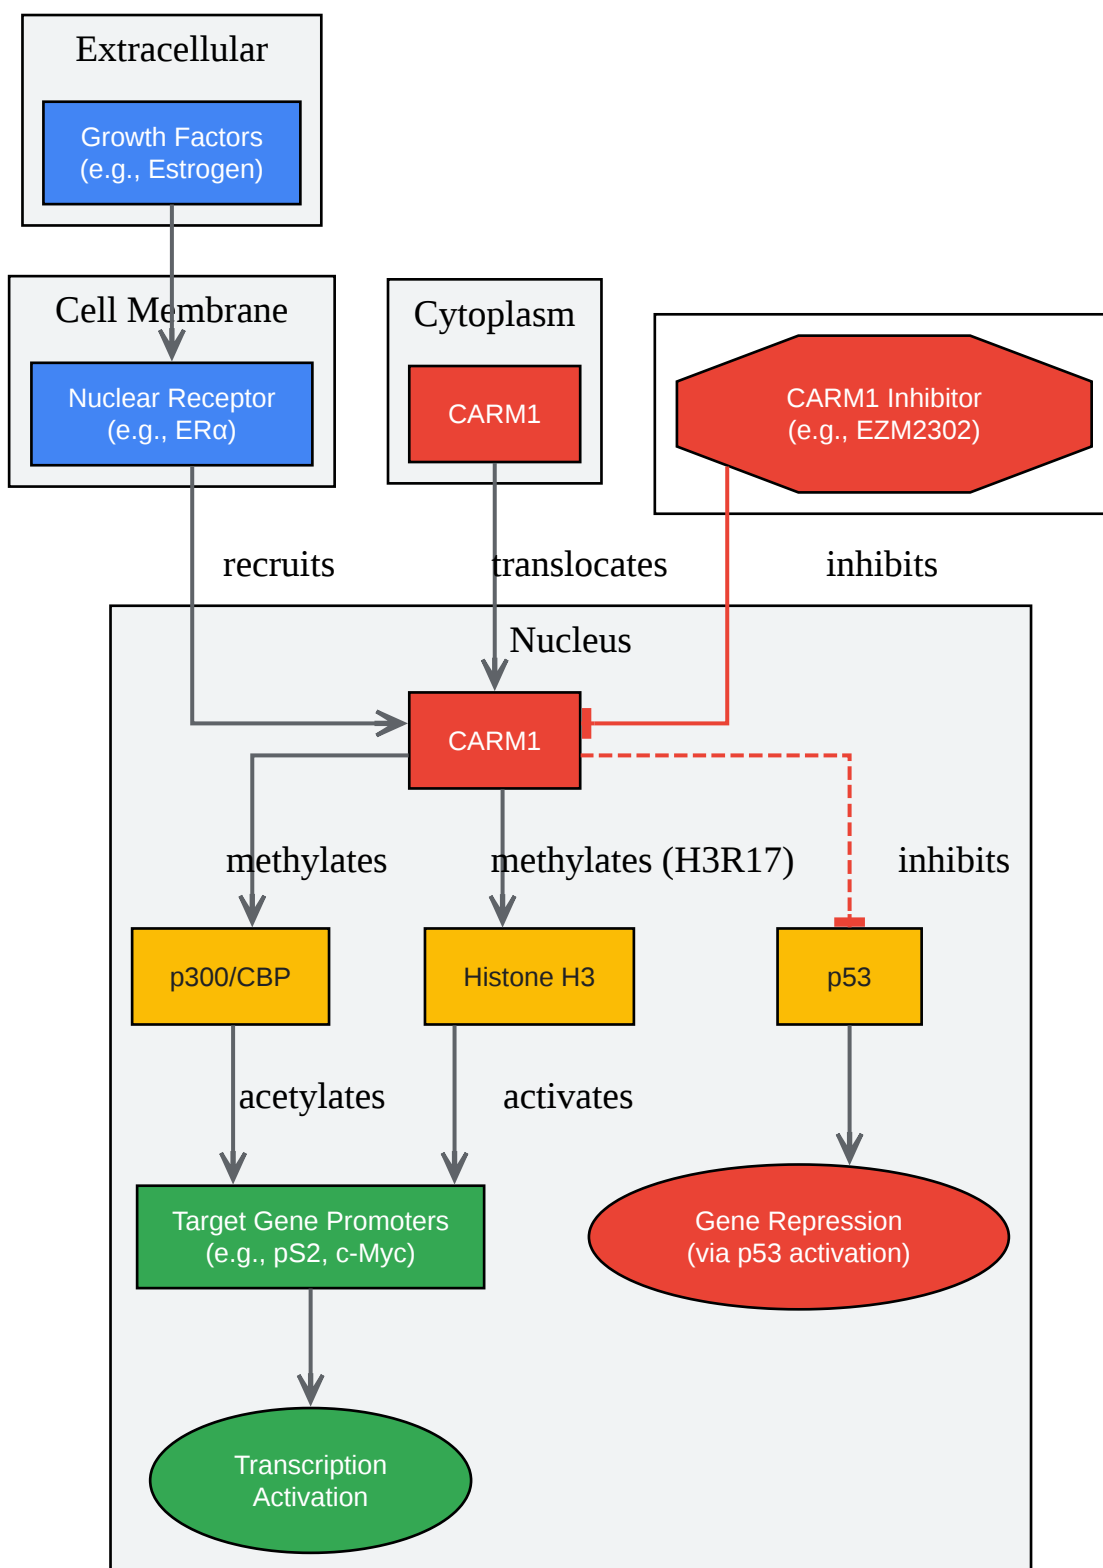 Extracellular
Growth Factors
(e.g., Estrogen)
Cell Membrane
Nuclear Receptor
(e.g., ERα)
Cytoplasm
CARM1
CARM1 Inhibitor
(e.g., EZM2302)
recruits
translocates
inhibits
Nucleus
CARM1
methylates
methylates (H3R17)
inhibits
p300/CBP
Histone H3
p53
acetylates
activates
Target Gene Promoters
(e.g., pS2, c-Myc)
Gene Repression
(via p53 activation)
Transcription
Activation